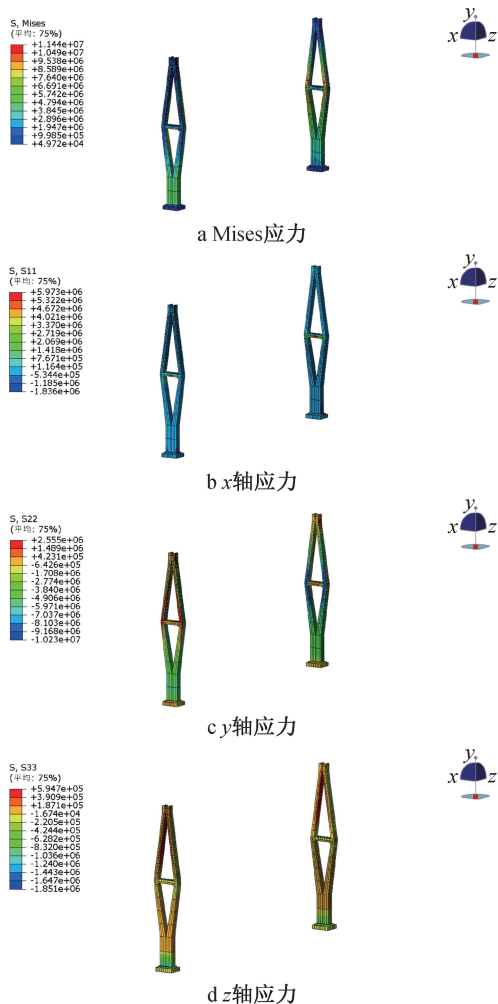 S, Mises
(平均: 75%)
+1.144e+07
+1.049e+07
+9.538e+06
+8.589e+06
+7.640e+06
+6.691e+06
+5.742e+06
+4.794e+06
+3.845e+06
+2.896e+06
+1.947e+06
+9.985e+05
+4.972e+04
y
x z
a Mises应力
S, S11
(平均: 75%)
+5.973e+06
+5.322e+06
+4.672e+06
+4.021e+06
+3.370e+06
+2.719e+06
+2.069e+06
+1.418e+06
+7.671e+05
+1.164e+05
-5.344e+05
-1.185e+06
-1.836e+06
y
x z
b x轴应力
S, S22
(平均: 75%)
+2.555e+06
+1.489e+06
+4.231e+05
-6.426e+05
-1.708e+06
-2.774e+06
-3.840e+06
-4.906e+06
-5.971e+06
-7.037e+06
-8.103e+06
-9.168e+06
-1.023e+07
y
x z
c y轴应力
S, S33
(平均: 75%)
+5.947e+05
+3.909e+05
+1.871e+05
-1.674e+04
-2.205e+05
-4.244e+05
-6.282e+05
-8.320e+05
-1.036e+06
-1.240e+06
-1.443e+06
-1.647e+06
-1.851e+06
y
x z
d z轴应力